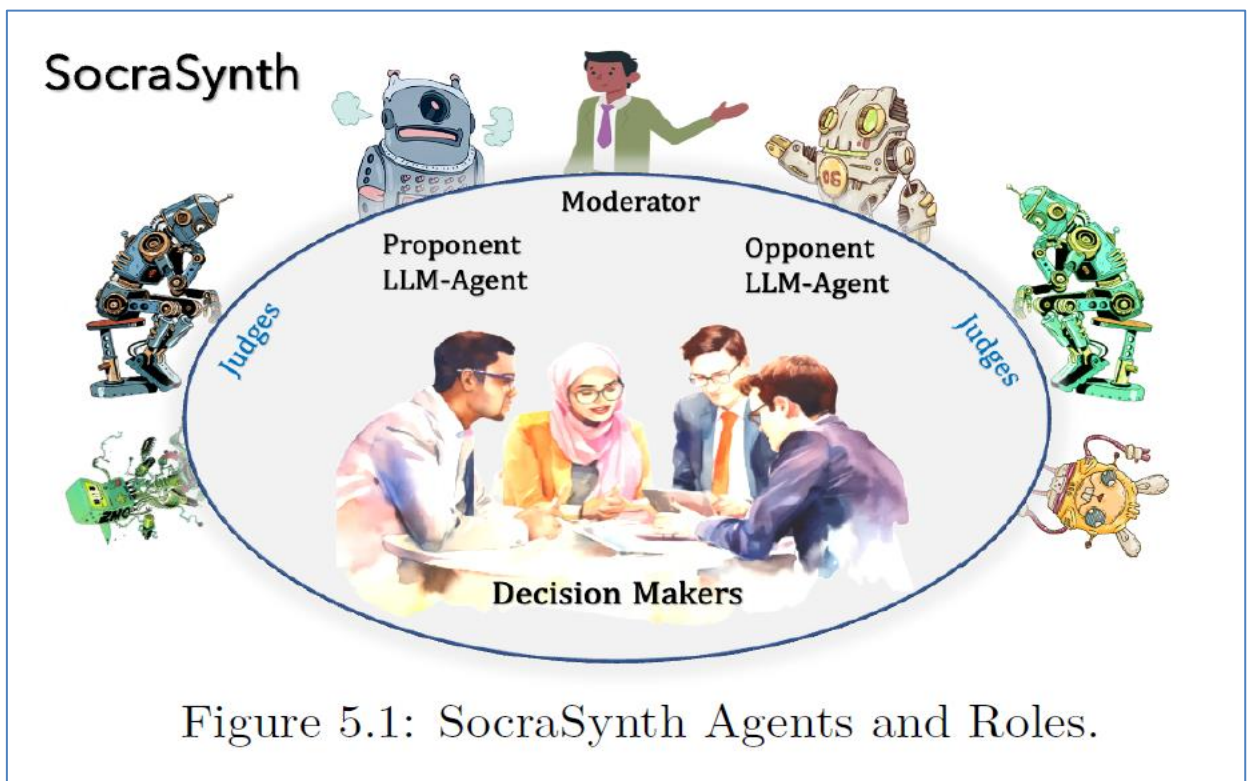 SocraSynth
Moderator
Proponent
LLM-Agent
Opponent
LLM-Agent
Judges
Judges
Decision Makers
Figure 5.1: SocraSynth Agents and Roles.